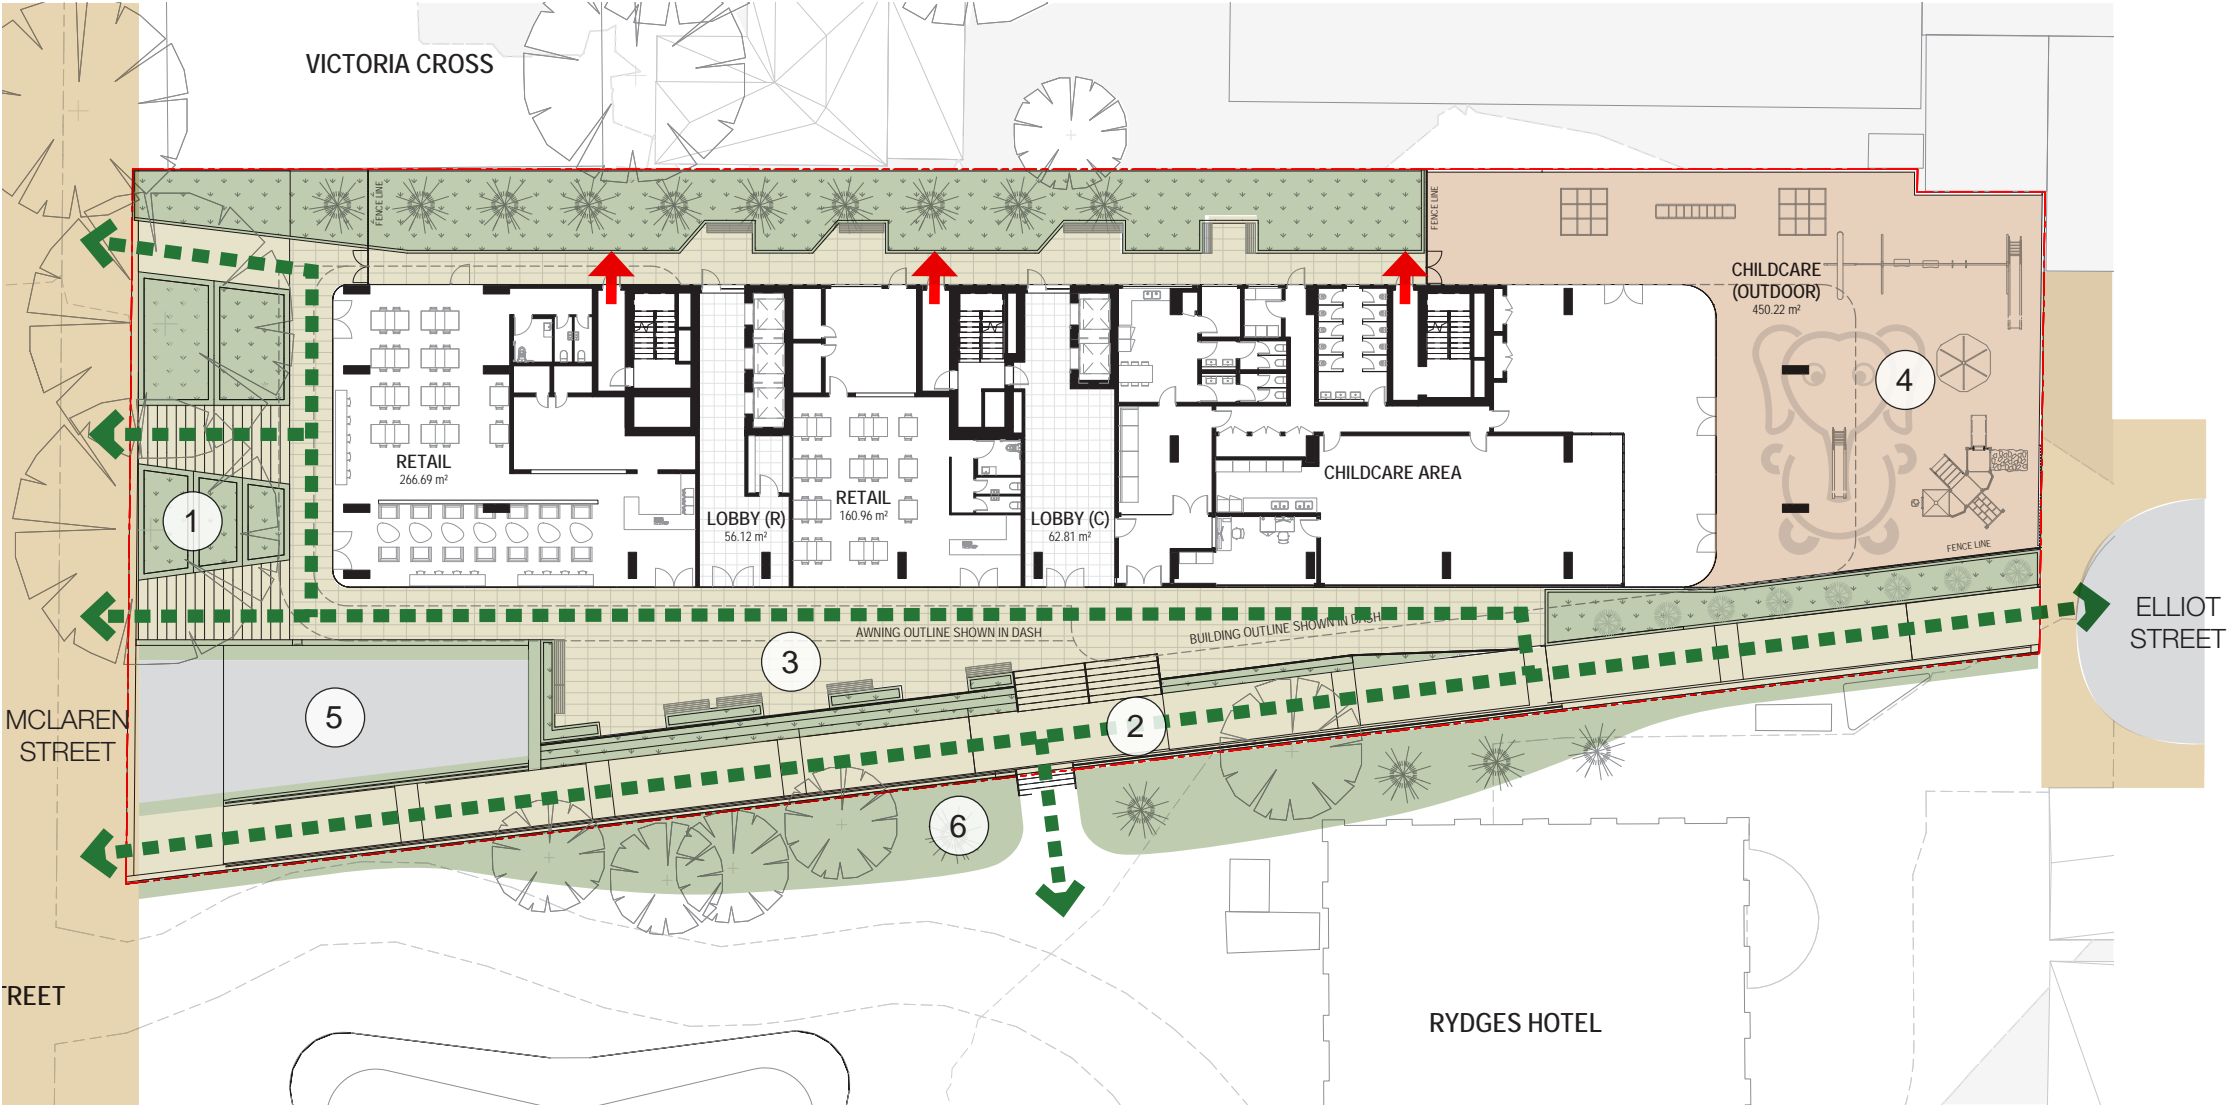 VICTORIA CROSS
FENCE LINE
FENCE LINE
CHILDCARE
(OUTDOOR)
450.22 m²
4
RETAIL
266.69 m²
RETAIL
160.96 m²
LOBBY (R)
56.12 m²
LOBBY (C)
62.81 m²
CHILDCARE AREA
1
FENCE LINE
AWNING OUTLINE SHOWN IN DASH
BUILDING OUTLINE SHOWN IN DASH
ELLIOT
STREET
3
5
2
MCLAREN
STREET
6
TREET
RYDGES HOTEL